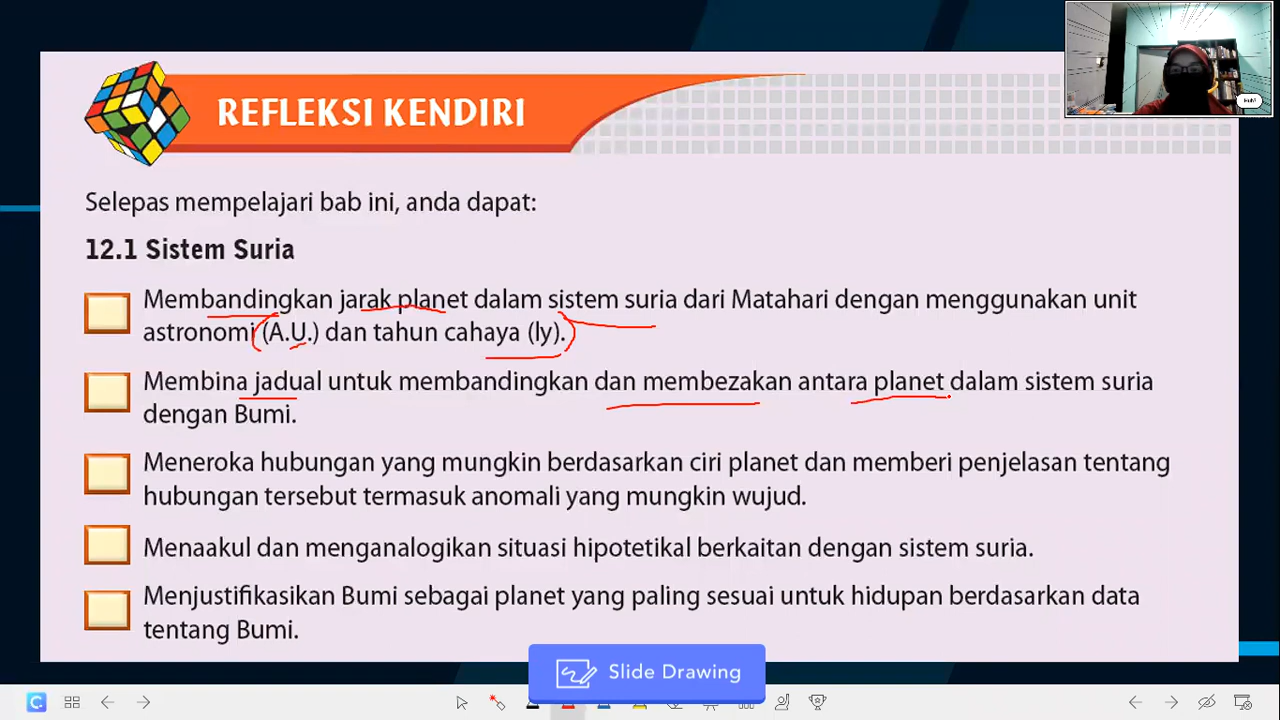 REFLEKSI KENDIRI
Selepas mempelajari bab ini, anda dapat:
12.1 Sistem Suria
Membandingkan jarak planet dalam sistem suria dari Matahari dengan menggunakan unit
astronomi (A.U.) dan tahun cahaya (ly).
Membina jadual untuk membandingkan dan membezakan antara planet dalam sistem suria
dengan Bumi.
Meneroka hubungan yang mungkin berdasarkan ciri planet dan memberi penjelasan tentang
hubungan tersebut termasuk anomali yang mungkin wujud.
Menaakul dan menganalogikan situasi hipotetikal berkaitan dengan sistem suria.
Menjustifikasikan Bumi sebagai planet yang paling sesuai untuk hidupan berdasarkan data
tentang Bumi.
Slide Drawing